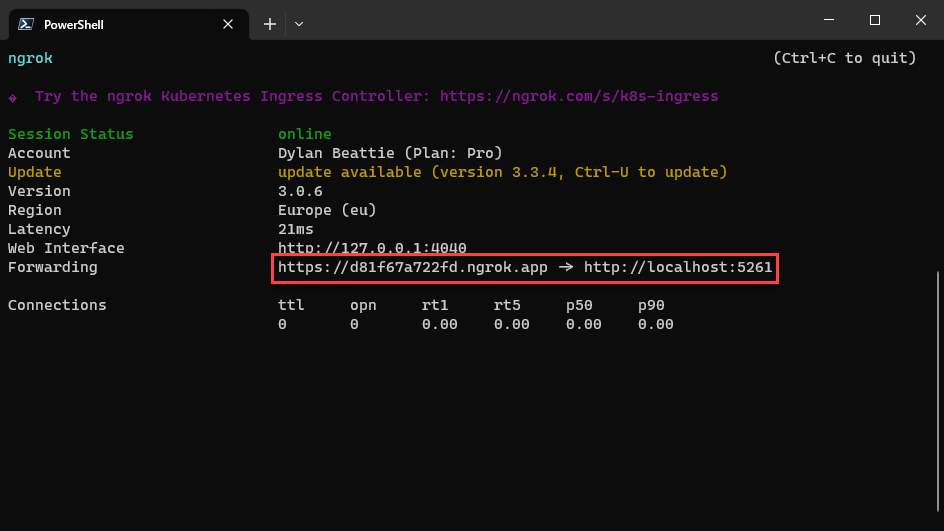 PowerShell
ngrok (Ctrl+C to quit)
Try the ngrok Kubernetes Ingress Controller: https://ngrok.com/s/k8s-ingress
Session Status online
Account Dylan Beattie (Plan: Pro)
Update update available (version 3.3.4, Ctrl-U to update)
Version 3.0.6
Region Europe (eu)
Latency 21ms
Web Interface http://127.0.0.1:4040
Forwarding https://d81f67a722fd.ngrok.app -> http://localhost:5261
Connections ttl opn rt1 rt5 p50 p90
0 0 0.00 0.00 0.00 0.00